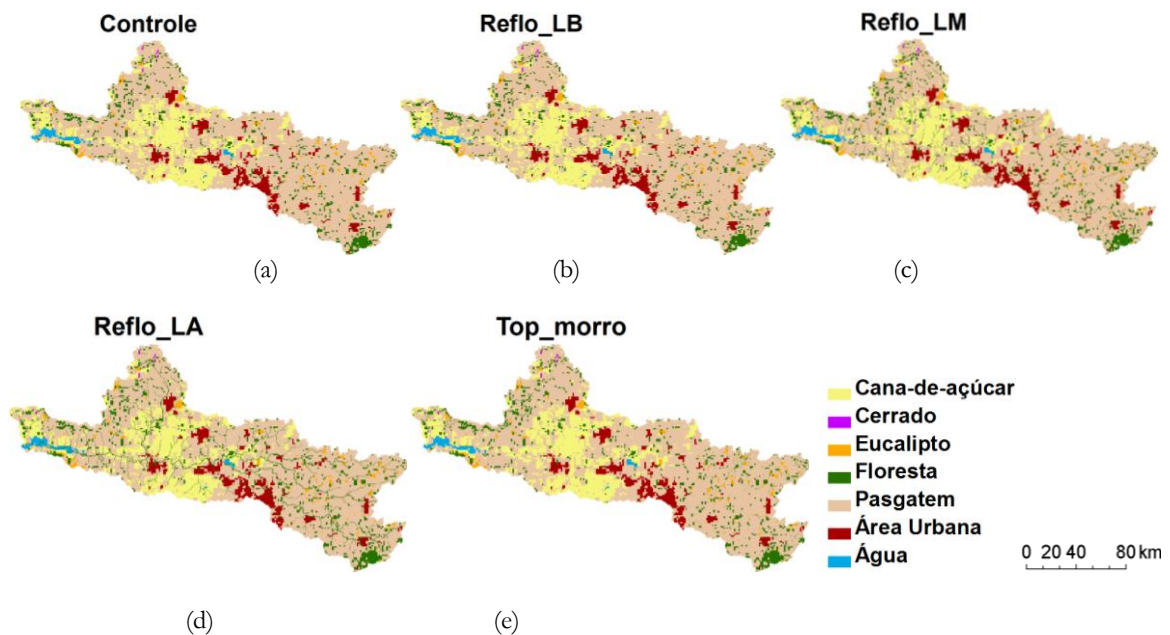 Controle
Reflo_LB
Reflo_LM
(a)
(b)
(c)
Reflo_LA
Top_morro
Cana-de-açúcar
Cerrado
Eucalipto
Floresta
Pasgatem
Área Urbana
Água
0 20 40 80 km
(d)
(e)